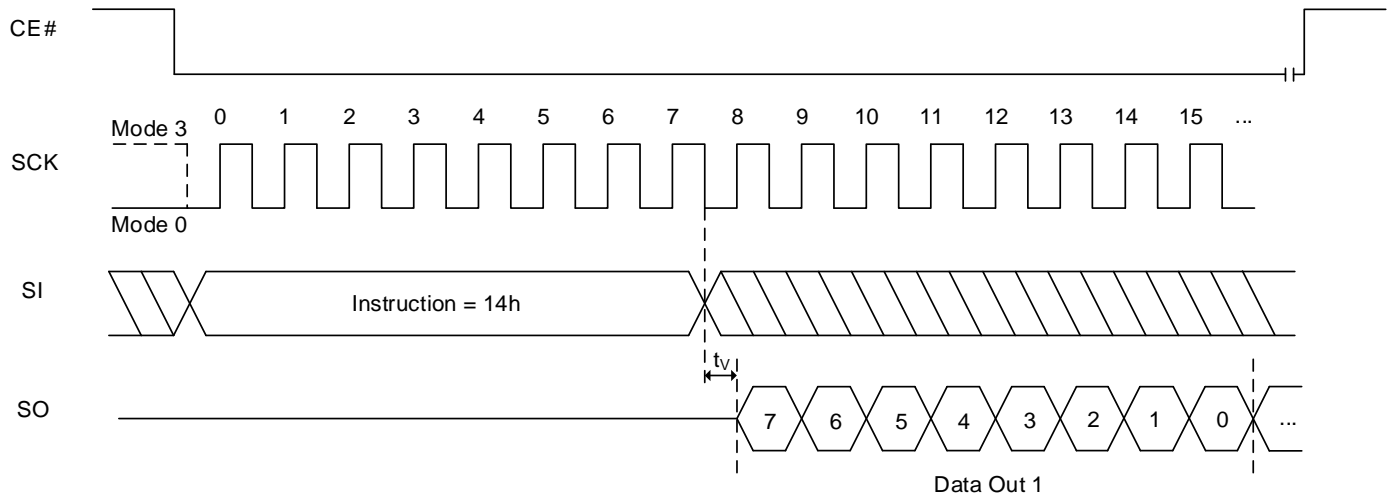 CE#
Mode 3 0 1 2 3 4 5 6 7 8 9 10 11 12 13 14 15 ...
SCK
Mode 0
SI Instruction = 14h
tV
SO 7 6 5 4 3 2 1 0 ...
Data Out 1